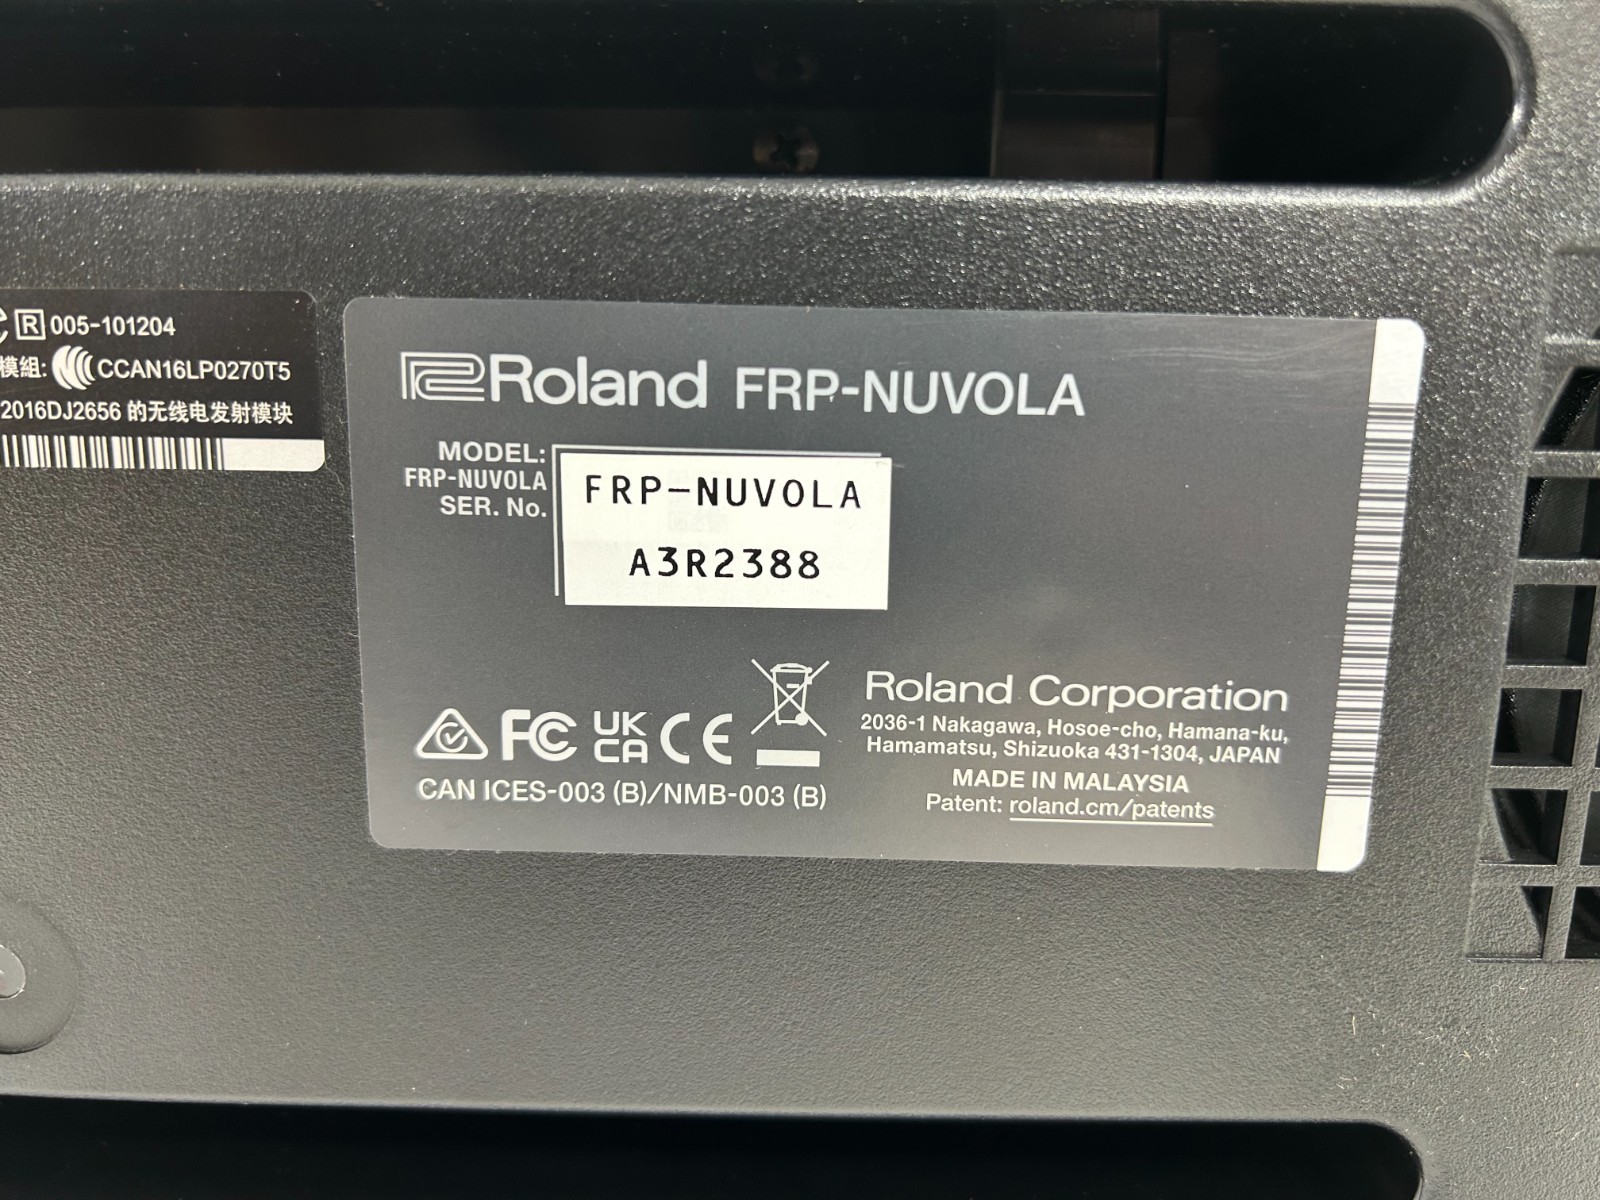 R 005-101204
模組: CCAN16LP0270T5
2016DJ2656 的无线电发射模块
Roland FRP-NUVOLA
MODEL:
FRP-NUVOLA
SER. No.
FRP-NUVOLA
A3R2388
FC UK CA CE
CAN ICES-003 (B)/NMB-003 (B)
Roland Corporation
2036-1 Nakagawa, Hosoe-cho, Hamana-ku,
Hamamatsu, Shizuoka 431-1304, JAPAN
MADE IN MALAYSIA
Patent: roland.cm/patents